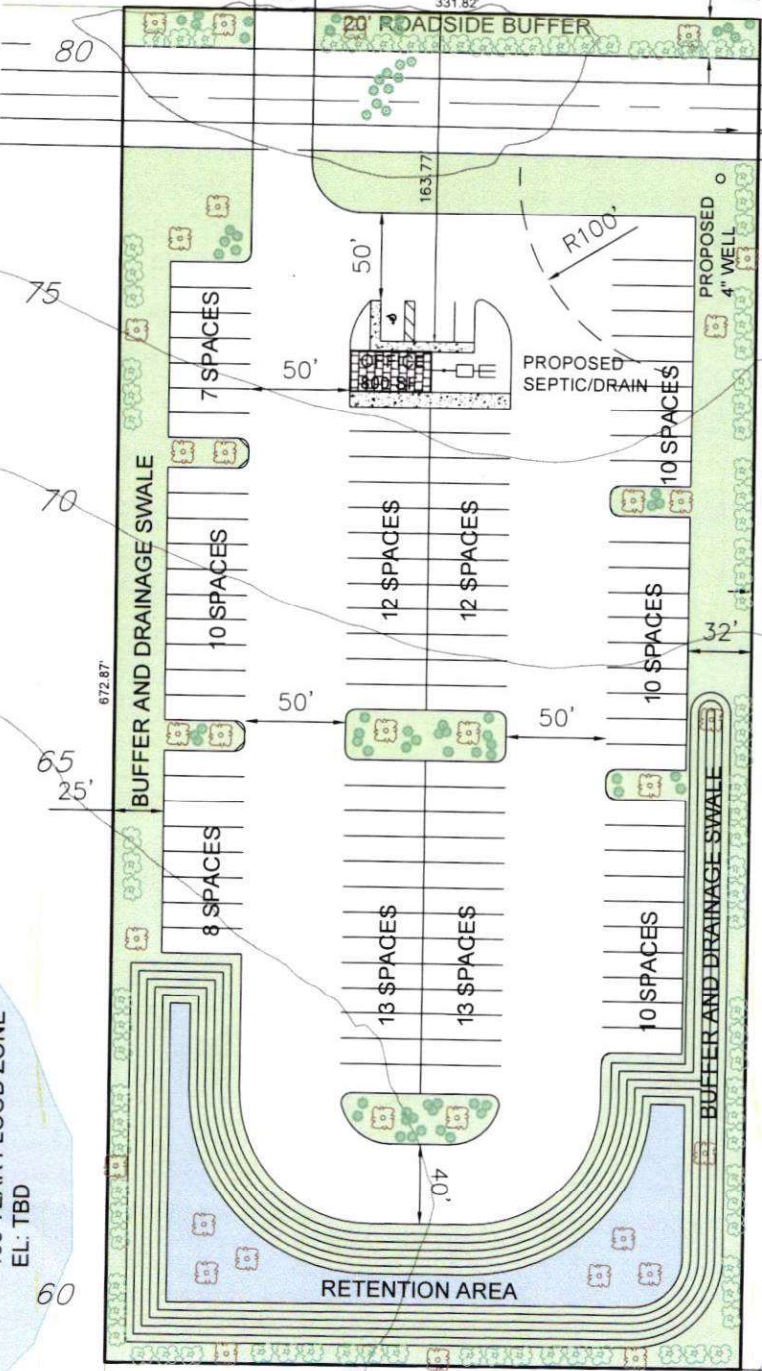 331.82'
20' ROADSIDE BUFFER
80
163.77
R100'
PROPOSED
4" WELL
50'
75
7 SPACES
50'
OFFICE
800 SF
PROPOSED
SEPTIC/DRAIN
10 SPACES
70
BUFFER AND DRAINAGE SWALE
10 SPACES
12 SPACES
12 SPACES
10 SPACES
32'
672.87'
50'
50'
65
25'
8 SPACES
13 SPACES
13 SPACES
10 SPACES
BUFFER AND DRAINAGE SWALE
EL: TBD
40'
60
RETENTION AREA